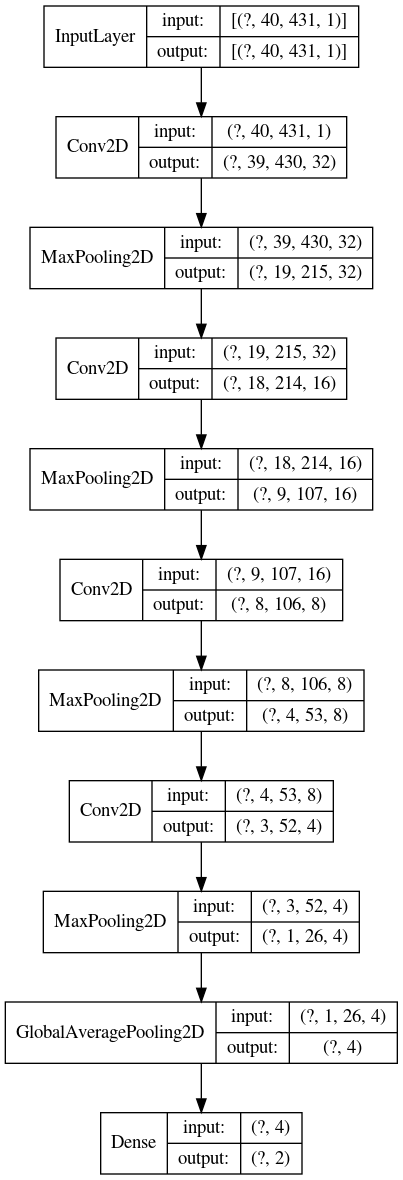 InputLayer
input: [(?, 40, 431, 1)]
output: [(?, 40, 431, 1)]
Conv2D
input: (?, 40, 431, 1)
output: (?, 39, 430, 32)
MaxPooling2D
input: (?, 39, 430, 32)
output: (?, 19, 215, 32)
Conv2D
input: (?, 19, 215, 32)
output: (?, 18, 214, 16)
MaxPooling2D
input: (?, 18, 214, 16)
output: (?, 9, 107, 16)
Conv2D
input: (?, 9, 107, 16)
output: (?, 8, 106, 8)
MaxPooling2D
input: (?, 8, 106, 8)
output: (?, 4, 53, 8)
Conv2D
input: (?, 4, 53, 8)
output: (?, 3, 52, 4)
MaxPooling2D
input: (?, 3, 52, 4)
output: (?, 1, 26, 4)
GlobalAveragePooling2D
input: (?, 1, 26, 4)
output: (?, 4)
Dense
input: (?, 4)
output: (?, 2)